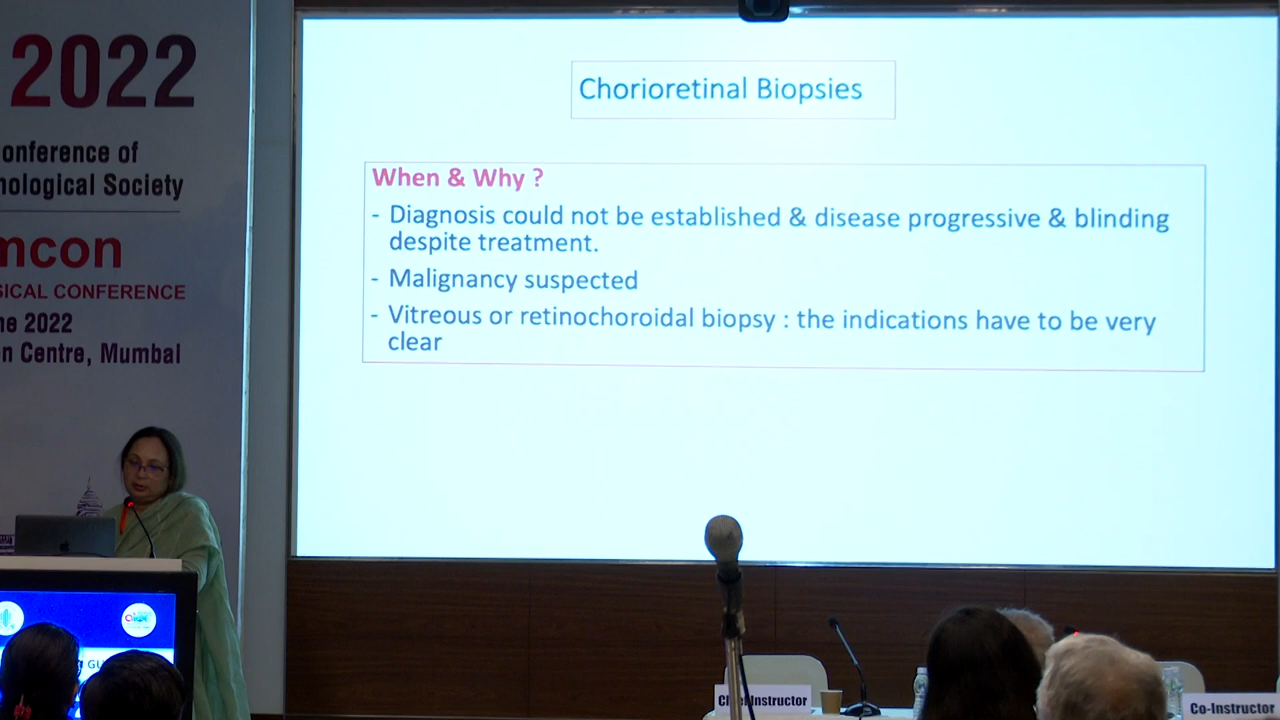 2022
onference of
nological Society
mcon
SICAL CONFERENCE
ne 2022
n Centre, Mumbai
Chorioretinal Biopsies
When & Why ?
- Diagnosis could not be established & disease progressive & blinding
despite treatment.
- Malignancy suspected
- Vitreous or retinochoroidal biopsy : the indications have to be very
clear
Instructor
Co-Instructor